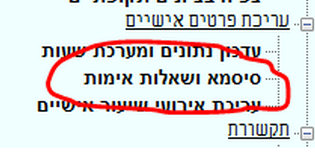 עריכת פרטים אישיים
עדכון נתונים ומערכת שעות
סיסמא ושאלות אימות
עריכת אירועי שיעור אישיים
תקשורת